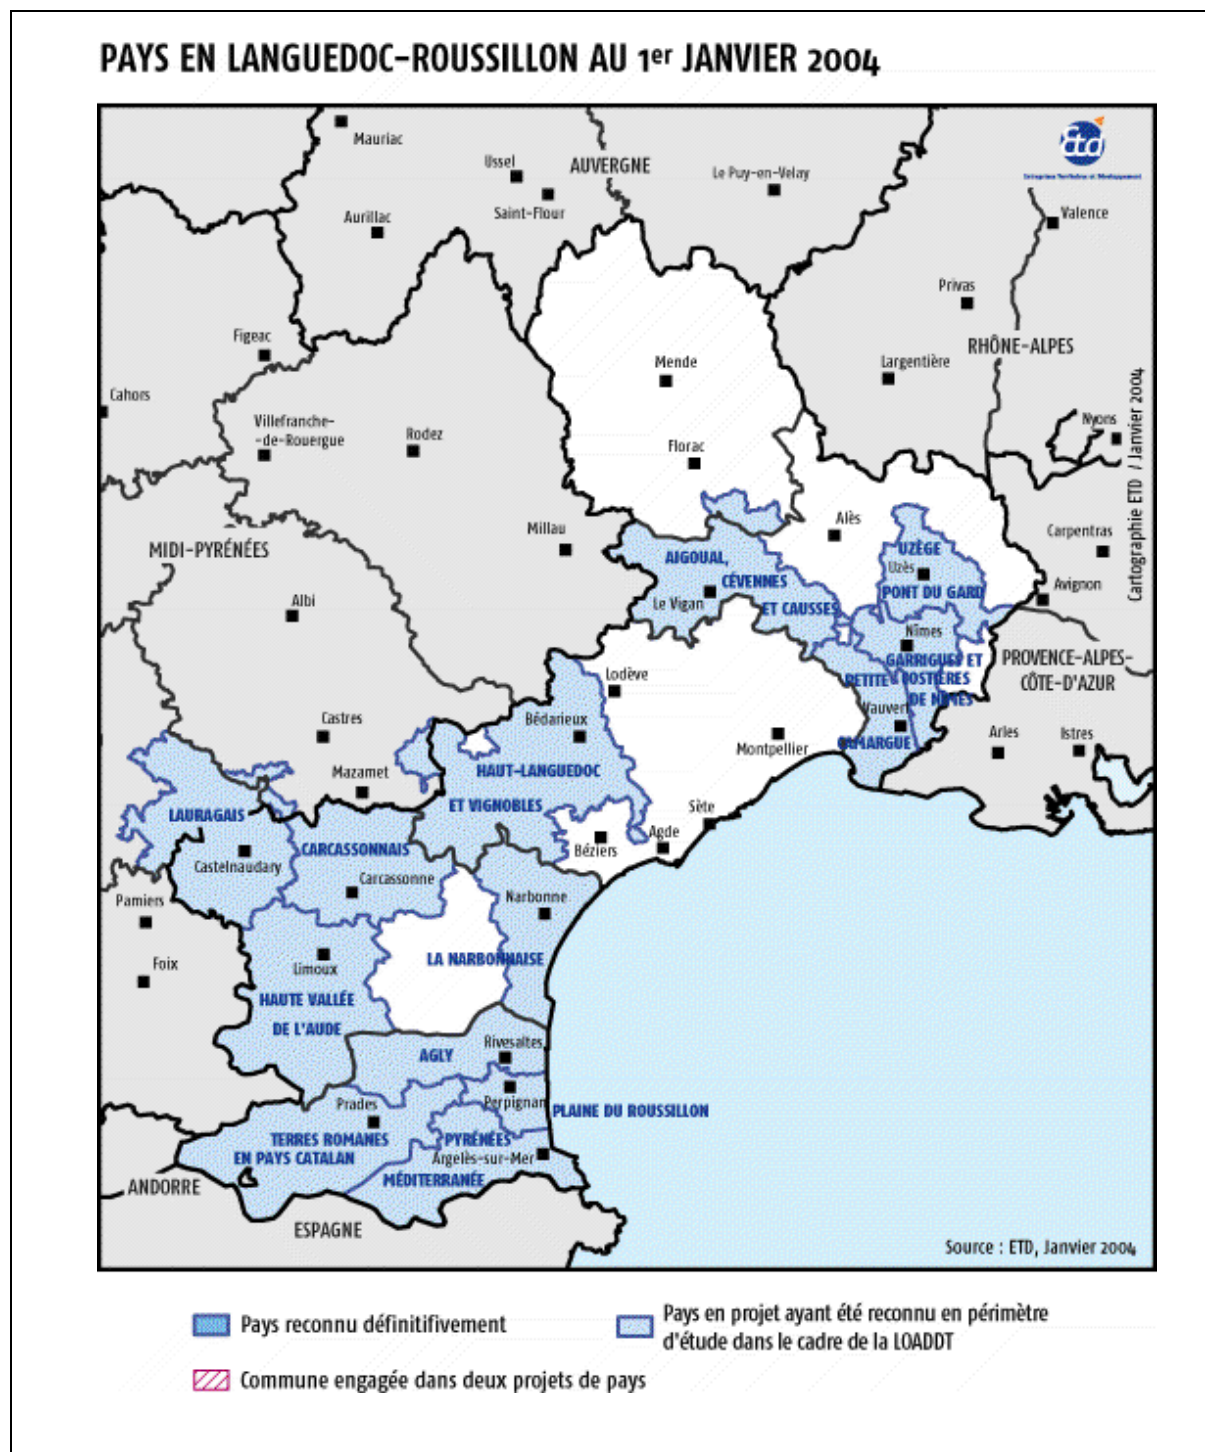 PAYS EN LANGUEDOC-ROUSSILLON AU 1er JANVIER 2004
Etd
Entreprises Territoires et Développement
Mauriac
Ussel
AUVERGNE
Le Puy-en-Velay
Saint-Flour
Aurillac
Valence
Privas
Figeac
RHÔNE-ALPES
Mende
Largentière
Cahors
Villefranche-
-de-Rouergue
Rodez
Nyons
Florac
Cartographie ETD / Janvier 2004
Millau
Alès
Carpentras
MIDI-PYRÉNÉES
UZÈGE
AIGOUAL,
Uzès
CÉVENNES
PONT DU GARD
Avignon
Albi
Le Vigan
ET CAUSSES
Nîmes
GARRIGUES ET
PROVENCE-ALPES-
CÔTE-D'AZUR
Lodève
PETITE
COSTIÈRES
DE NÎMES
Vauvert
Castres
Bédarieux
Montpellier
CAMARGUE
Arles
Istres
Mazamet
HAUT-LANGUEDOC
ET VIGNOBLES
Sète
LAURAGAIS
Agde
CARCASSONNAIS
Béziers
Castelnaudary
Carcassonne
Pamiers
Narbonne
Foix
Limoux
LA NARBONNAISE
HAUTE VALLÉE
DE L'AUDE
Rivesaltes
AGLY
Prades
Perpignan
PLAINE DU ROUSSILLON
TERRES ROMANES
EN PAYS CATALAN
PYRÉNÉES
Argelès-sur-Mer
MÉDITERRANÉE
ANDORRE
ESPAGNE
Source : ETD, Janvier 2004
Pays reconnu définitifivement
Pays en projet ayant été reconnu en périmètre
d'étude dans le cadre de la LOADDT
Commune engagée dans deux projets de pays